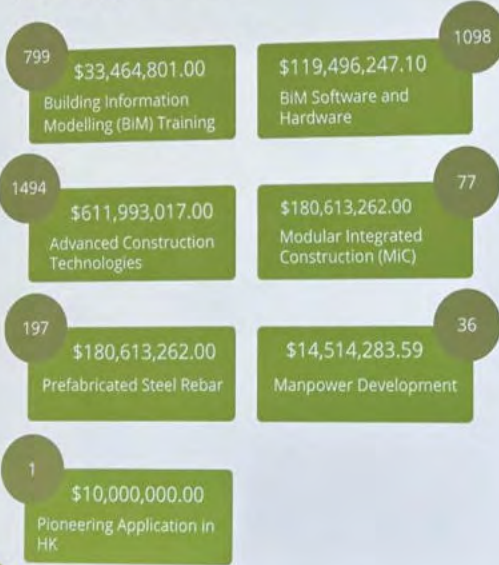 799
$33,464,801.00
Building Information
Modelling (BiM) Training
1098
$119,496,247.10
BiM Software and
Hardware
1494
$611,993,017.00
Advanced Construction
Technologies
77
$180,613,262.00
Modular Integrated
Construction (MiC)
197
$180,613,262.00
Prefabricated Steel Rebar
36
$14,514,283.59
Manpower Development
1
$10,000,000.00
Pioneering Application in
HK